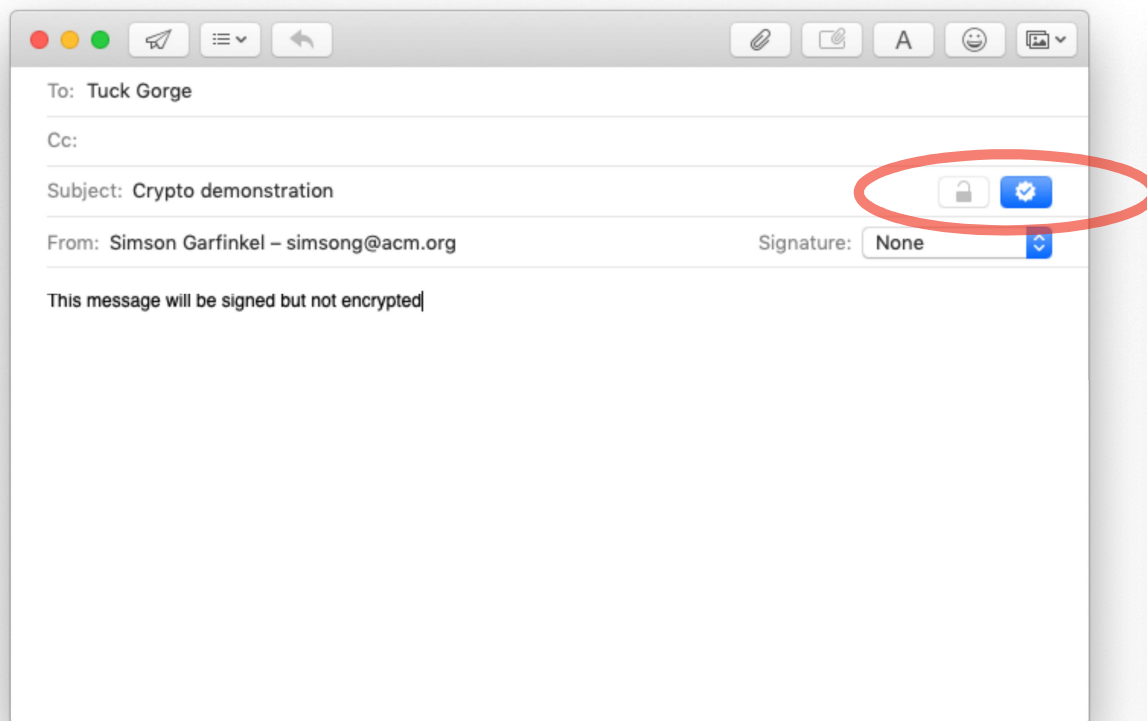 To: Tuck Gorge
Cc:
Subject: Crypto demonstration
From: Simson Garfinkel – simsong@acm.org Signature: None
This message will be signed but not encrypted